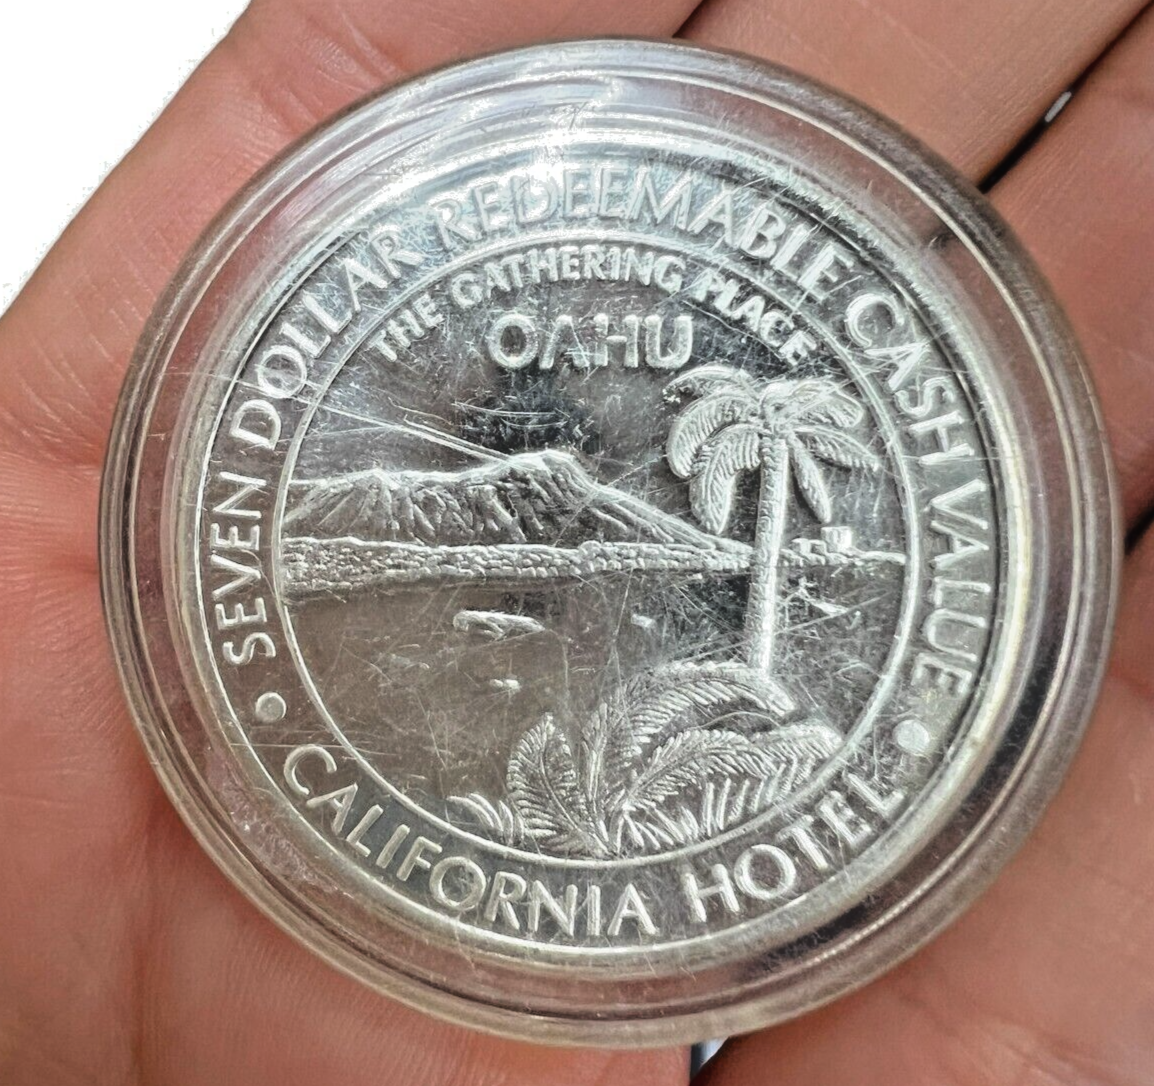 SEVEN DOLLAR REDEEMABLE CASH VALUE
THE GATHERING PLACE
OAHU
• CALIFORNIA HOTEL •